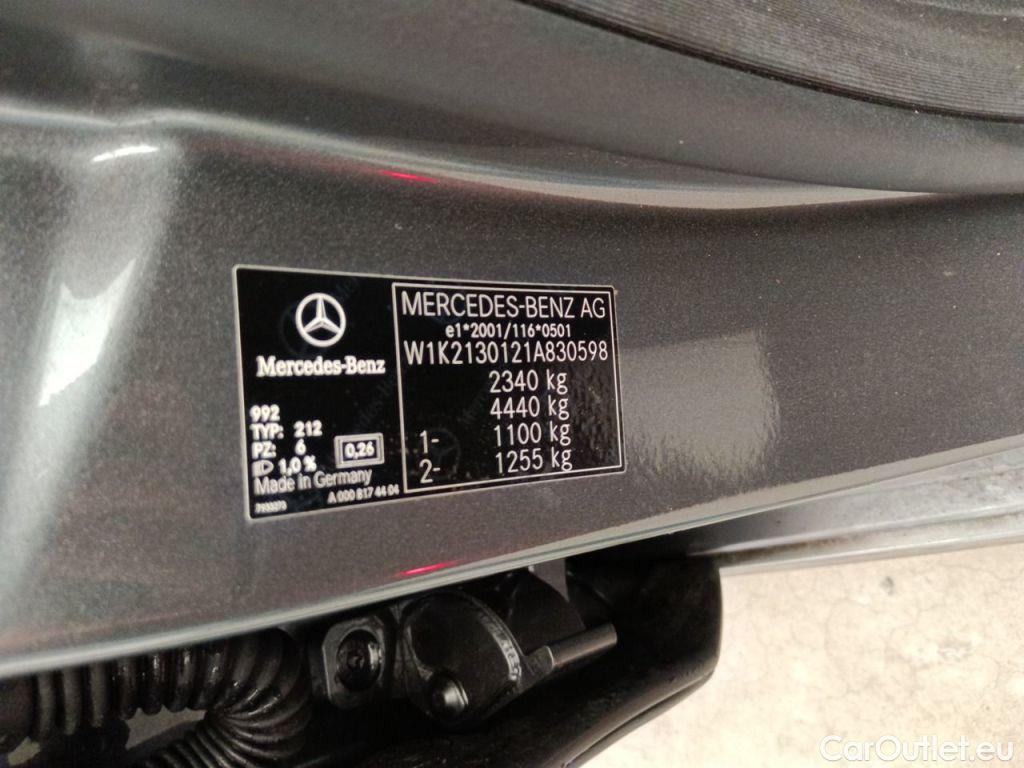 Mercedes-Benz
992
TYP: 212
PZ: 6
1,0 %
0,26
Made in Germany
A 000 817 44 04
MERCEDES-BENZ AG
e1*2001/116*0501
W1K2130121A830598
2340 kg
4440 kg
1- 1100 kg
2- 1255 kg
CarOutlet.eu